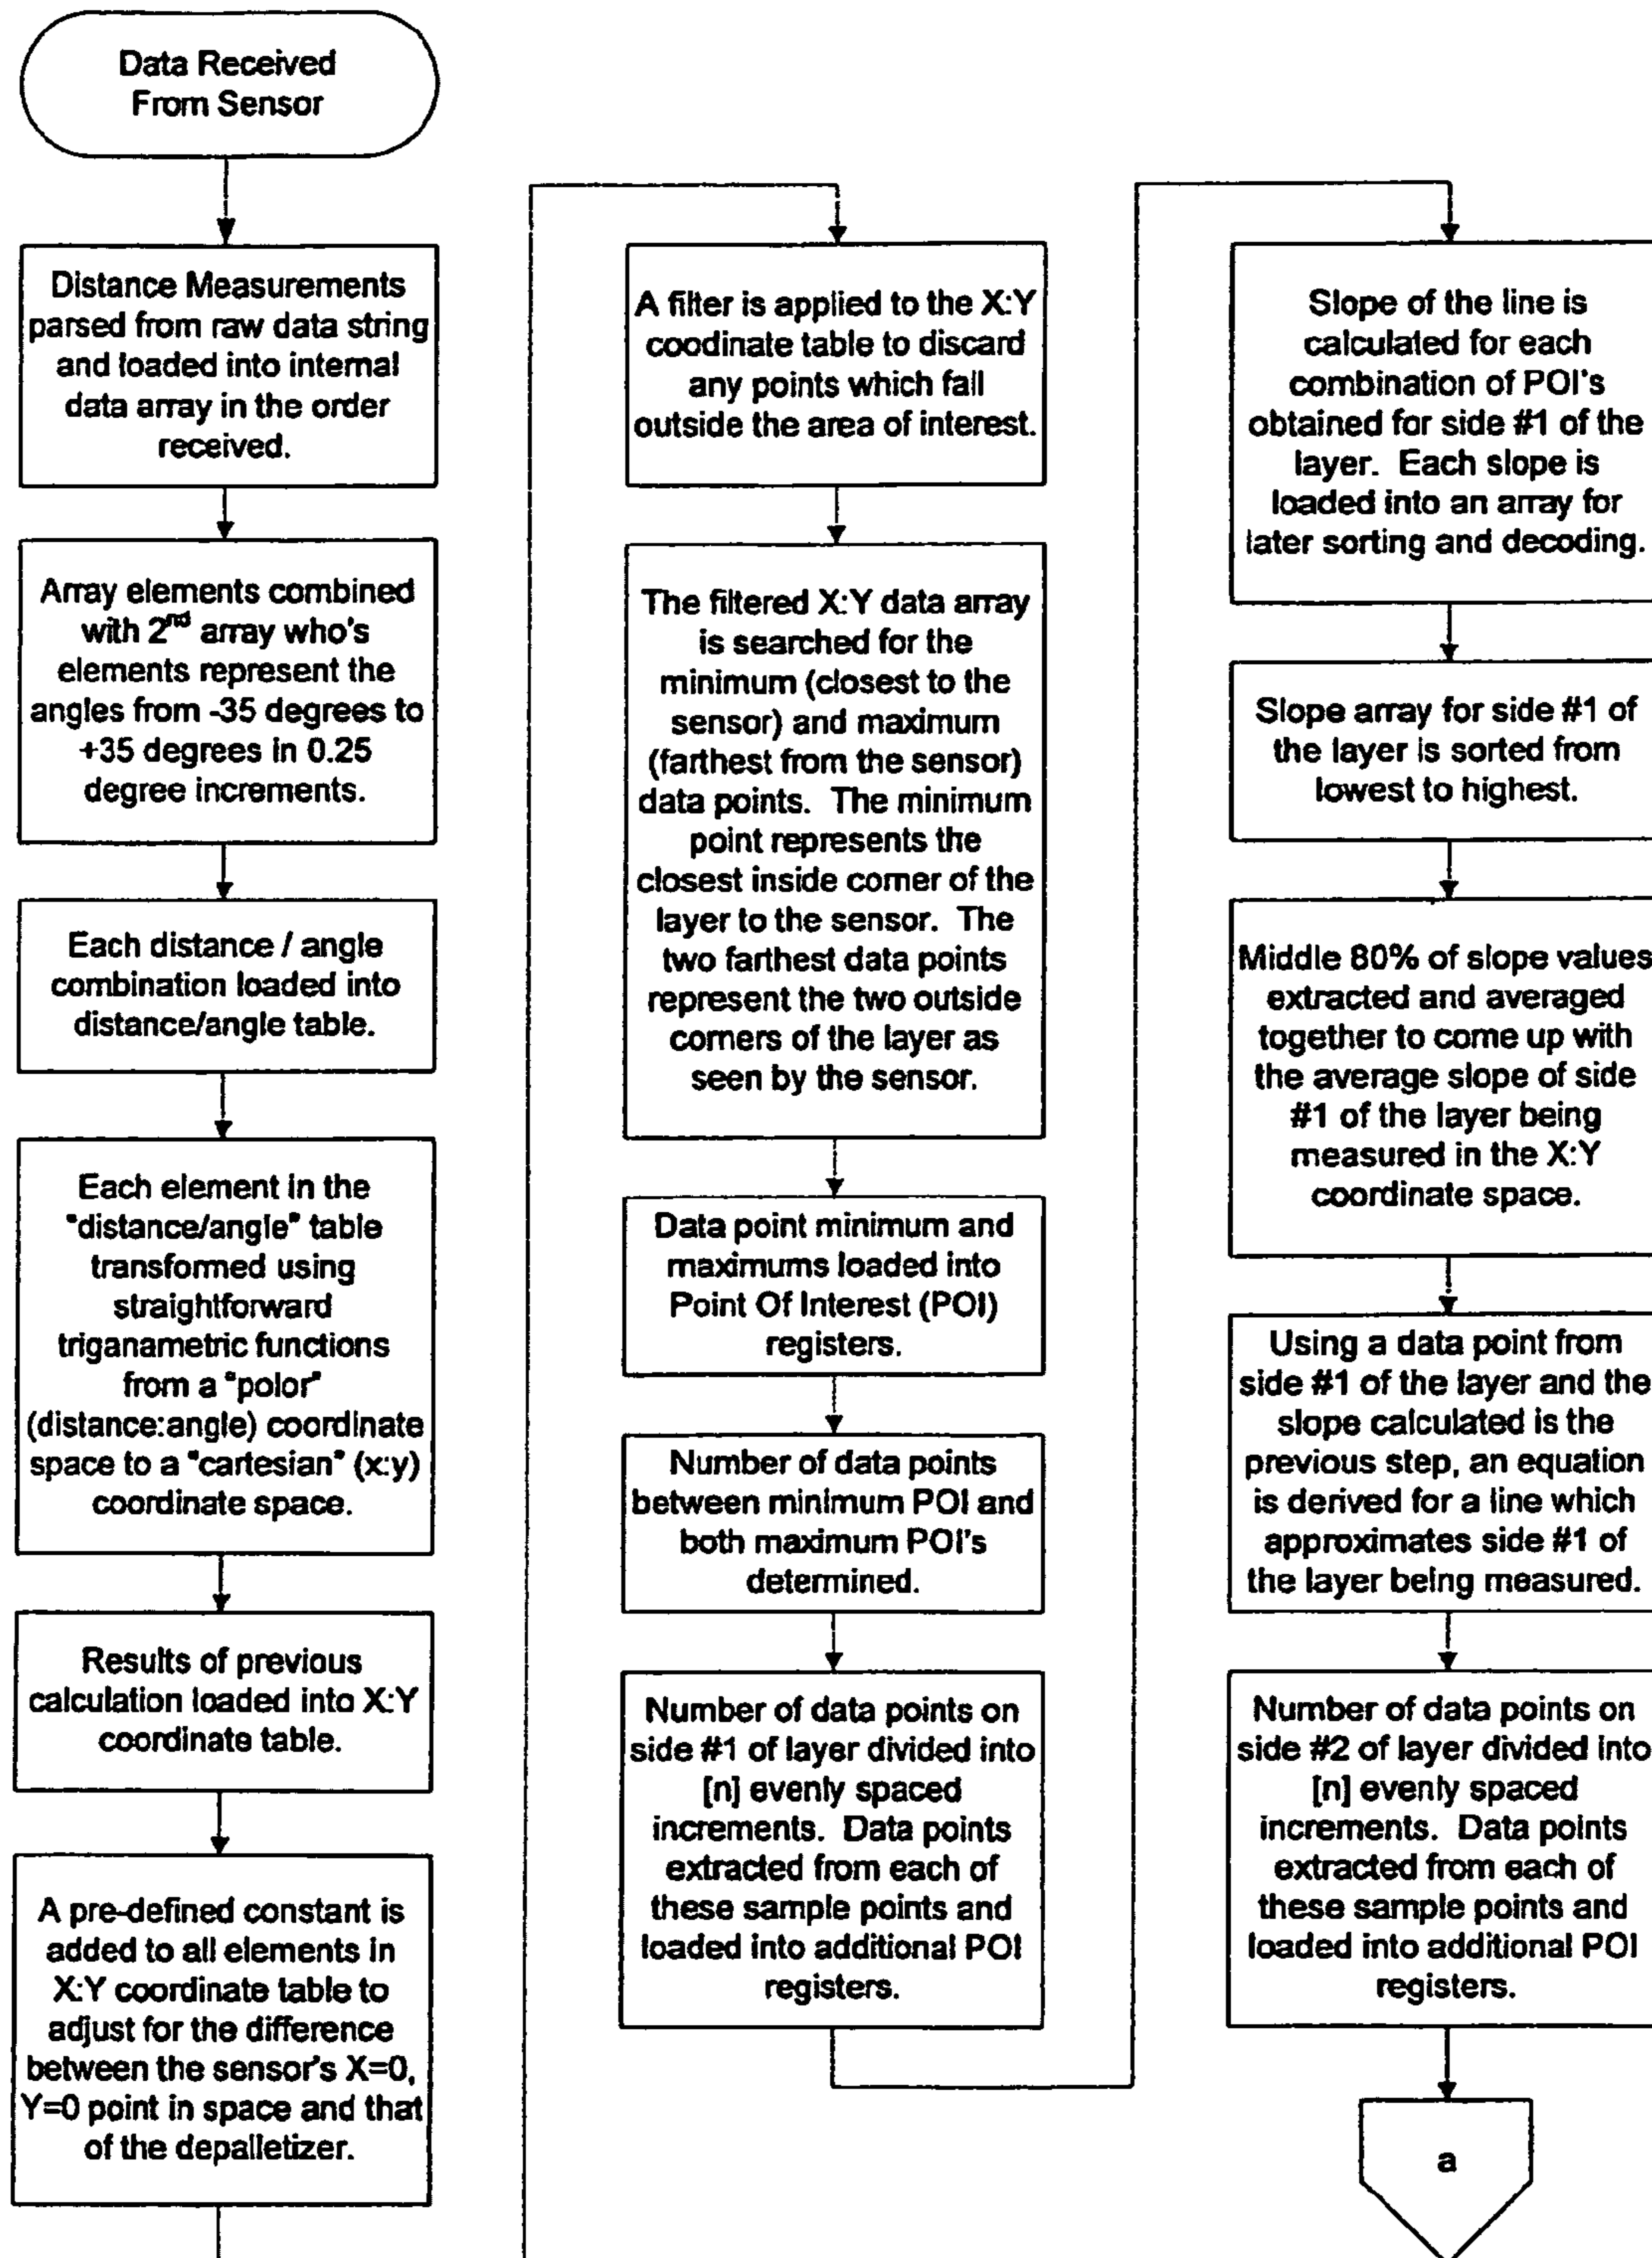 Data Received
From Sensor
Distance Measurements
parsed from raw data string
and loaded into internal
data array in the order
received.
Array elements combined
with 2nd array who's
elements represent the
angles from -35 degrees to
+35 degrees in 0.25
degree increments.
Each distance / angle
combination loaded into
distance/angle table.
Each element in the
"distance/angle" table
transformed using
straightforward
triganametric functions
from a "polor"
(distance:angle) coordinate
space to a "cartesian" (x:y)
coordinate space.
Results of previous
calculation loaded into X:Y
coordinate table.
A pre-defined constant is
added to all elements in
X:Y coordinate table to
adjust for the difference
between the sensor's X=0,
Y=0 point in space and that
of the depalletizer.
A filter is applied to the X:Y
coodinate table to discard
any points which fall
outside the area of interest.
The filtered X:Y data array
is searched for the
minimum (closest to the
sensor) and maximum
(farthest from the sensor)
data points. The minimum
point represents the
closest inside corner of the
layer to the sensor. The
two farthest data points
represent the two outside
corners of the layer as
seen by the sensor.
Data point minimum and
maximums loaded into
Point Of Interest (POI)
registers.
Number of data points
between minimum POI and
both maximum POI's
determined.
Number of data points on
side #1 of layer divided into
[n] evenly spaced
increments. Data points
extracted from each of
these sample points and
loaded into additional POI
registers.
Slope of the line is
calculated for each
combination of POI's
obtained for side #1 of the
layer. Each slope is
loaded into an array for
later sorting and decoding.
Slope array for side #1 of
the layer is sorted from
lowest to highest.
Middle 80% of slope values
extracted and averaged
together to come up with
the average slope of side
#1 of the layer being
measured in the X:Y
coordinate space.
Using a data point from
side #1 of the layer and the
slope calculated is the
previous step, an equation
is derived for a line which
approximates side #1 of
the layer being measured.
Number of data points on
side #2 of layer divided into
[n] evenly spaced
increments. Data points
extracted from each of
these sample points and
loaded into additional POI
registers.
a